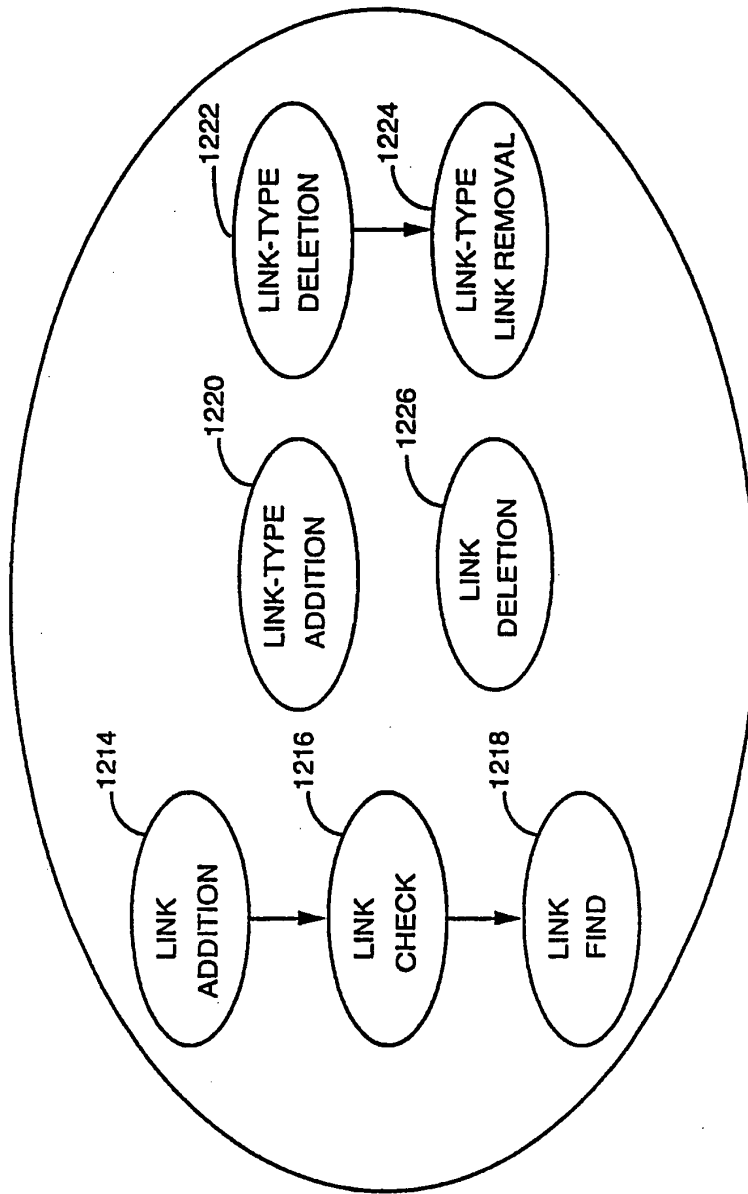 1214
LINK
ADDITION
1216
LINK
CHECK
1218
LINK
FIND
1220
LINK-TYPE
ADDITION
1226
LINK
DELETION
1222
LINK-TYPE
DELETION
1224
LINK-TYPE
LINK REMOVAL